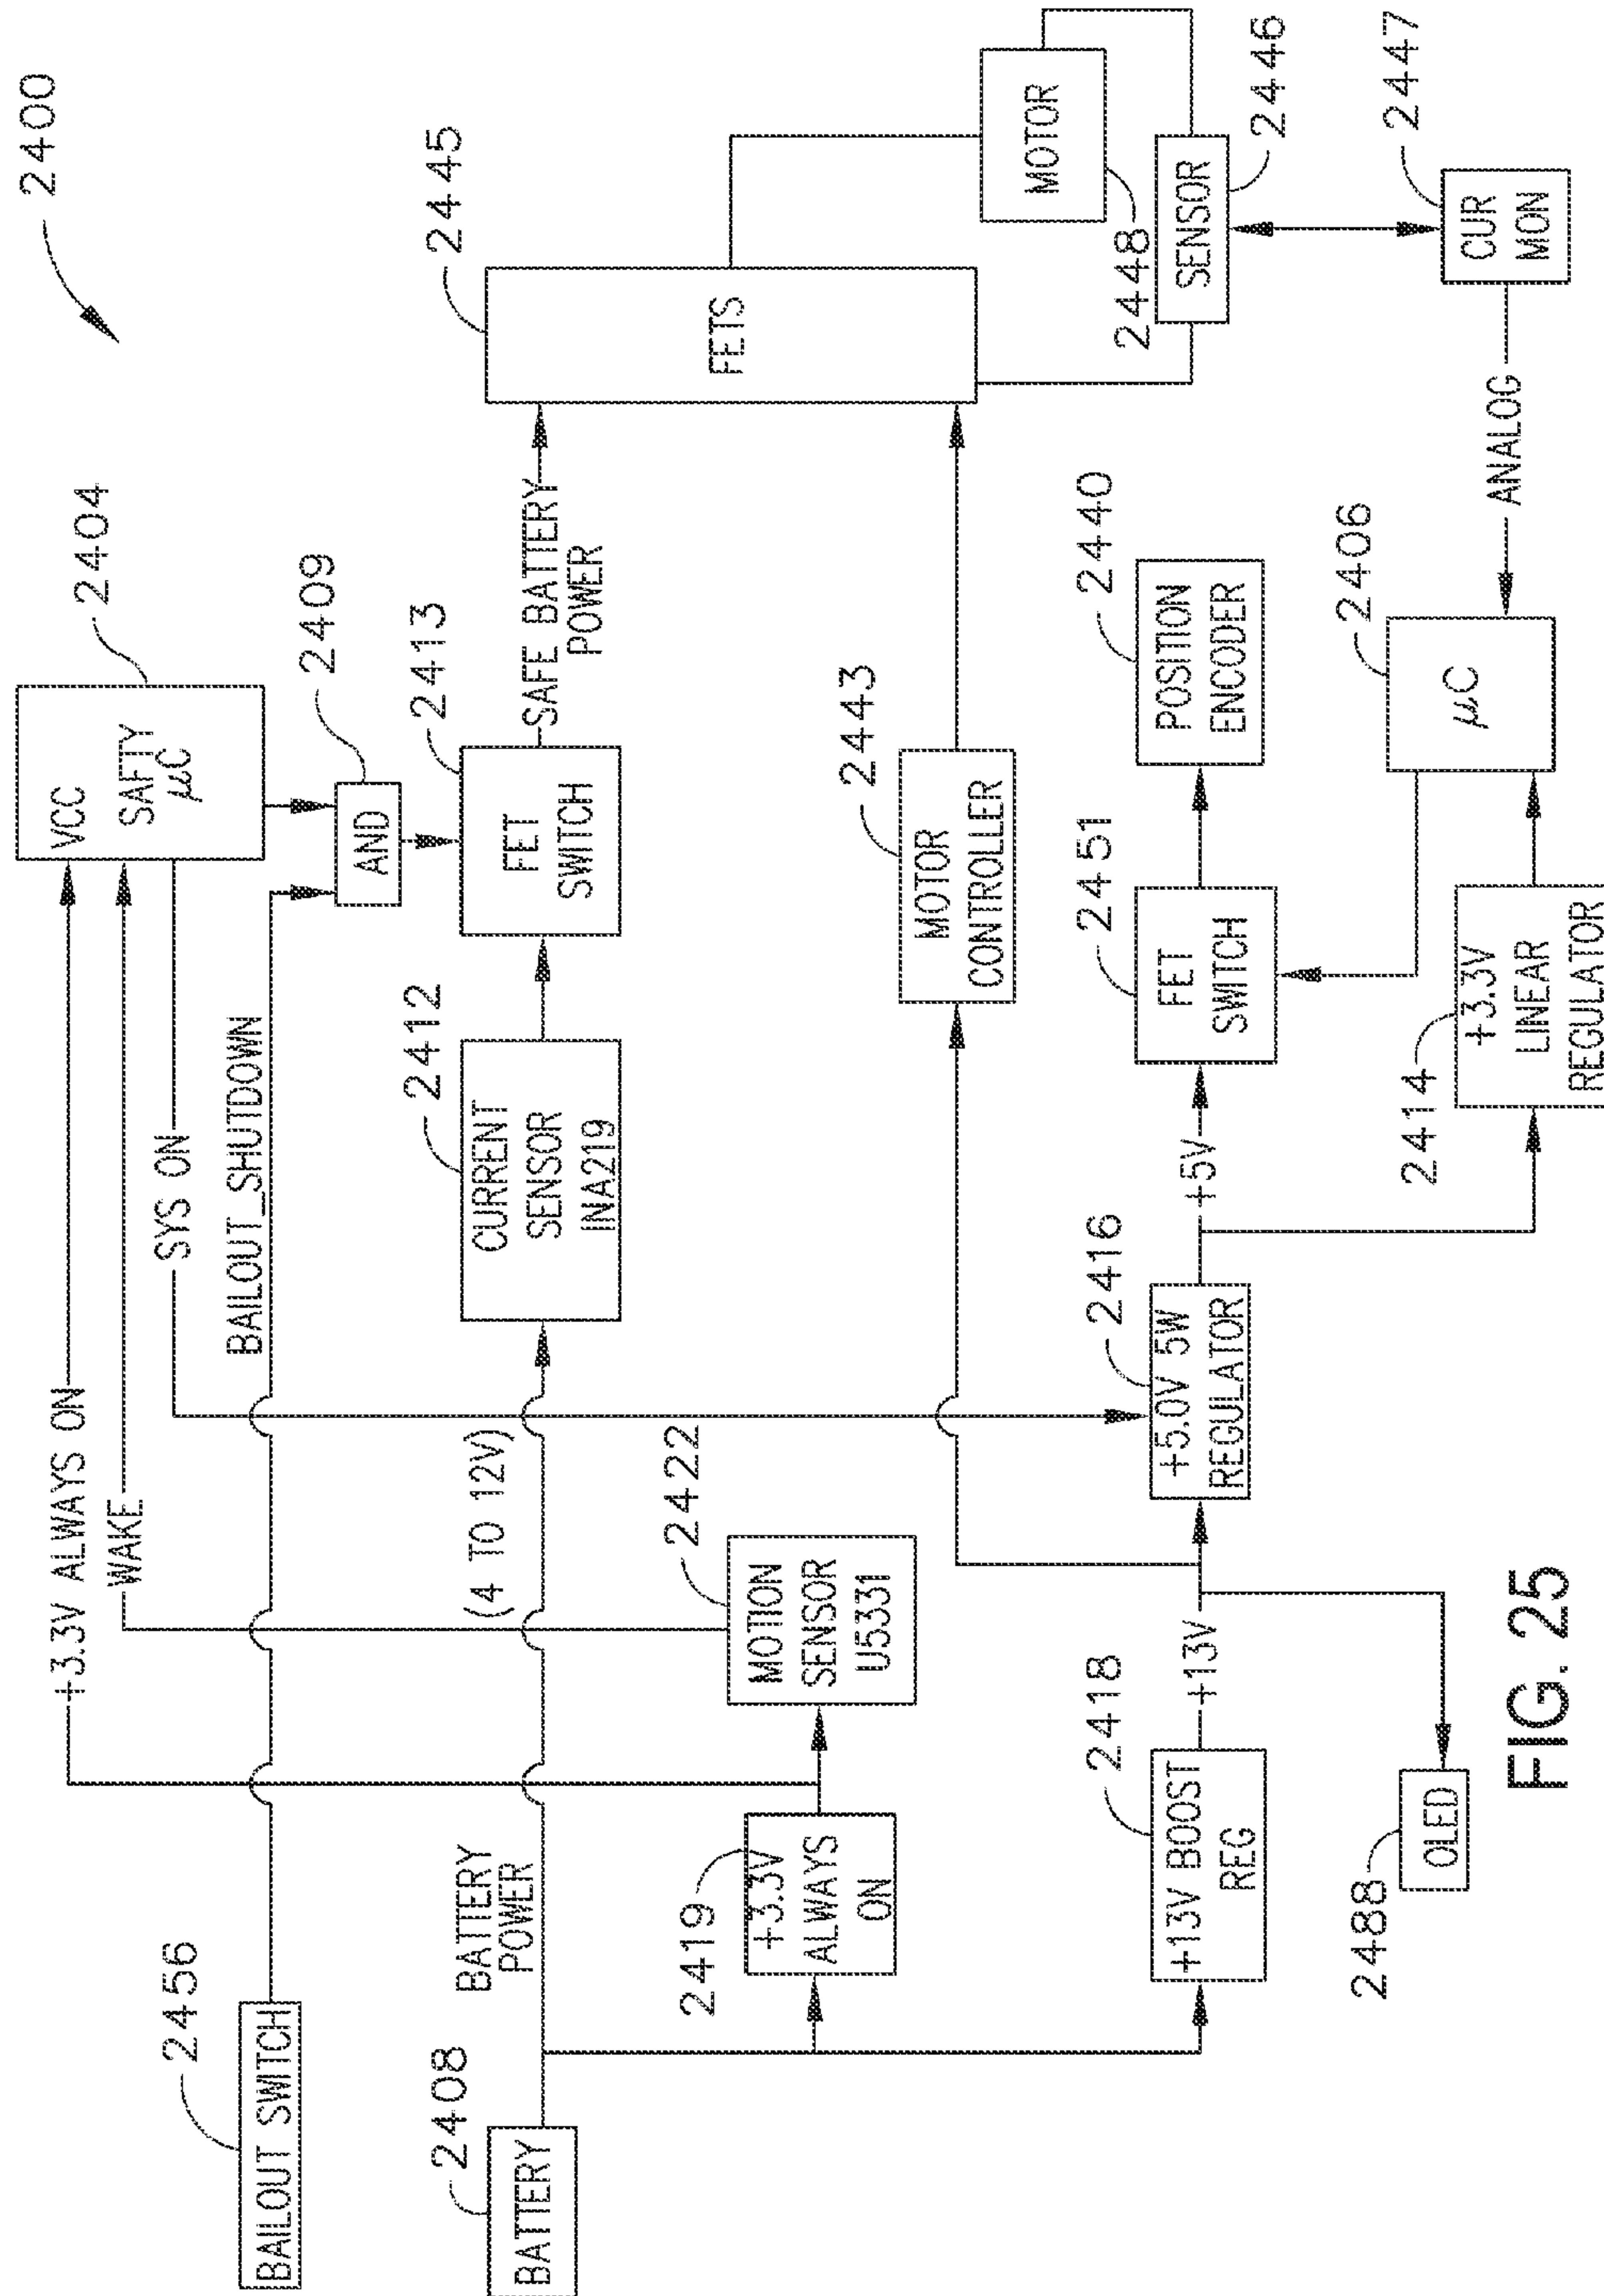 2400
+3.3V ALWAYS ON
WAKE
SYS ON
BAILOUT_SHUTDOWN
VCC
SAFTY
μC
2404
2456
BAILOUT SWITCH
AND
2409
2408
BATTERY
BATTERY
POWER
(4 TO 12V)
CURRENT
SENSOR
INA219
2412
FET
SWITCH
2413
SAFE BATTERY
POWER
FETS
2445
2419
+3.3V
ALWAYS
ON
MOTION
SENSOR
U5331
2422
MOTOR
CONTROLLER
2443
MOTOR
2448
+13V BOOST
REG
2418
+13V
+5.0V 5W
REGULATOR
2416
+5V
FET
SWITCH
2451
POSITION
ENCODER
2440
SENSOR
2446
2488
OLED
2414
+3.3V
LINEAR
REGULATOR
μC
2406
ANALOG
CUR
MON
2447
FIG. 25